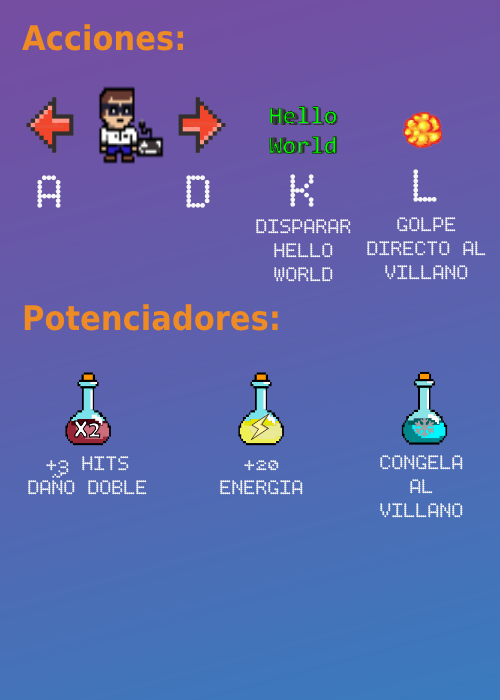 Acciones:
Hello
World
A
D
K
L
DISPARAR
HELLO
WORLD
GOLPE
DIRECTO AL
VILLANO
Potenciadores:
X2
+3 HITS
DAÑO DOBLE
+20
ENERGIA
CONGELA
AL
VILLANO